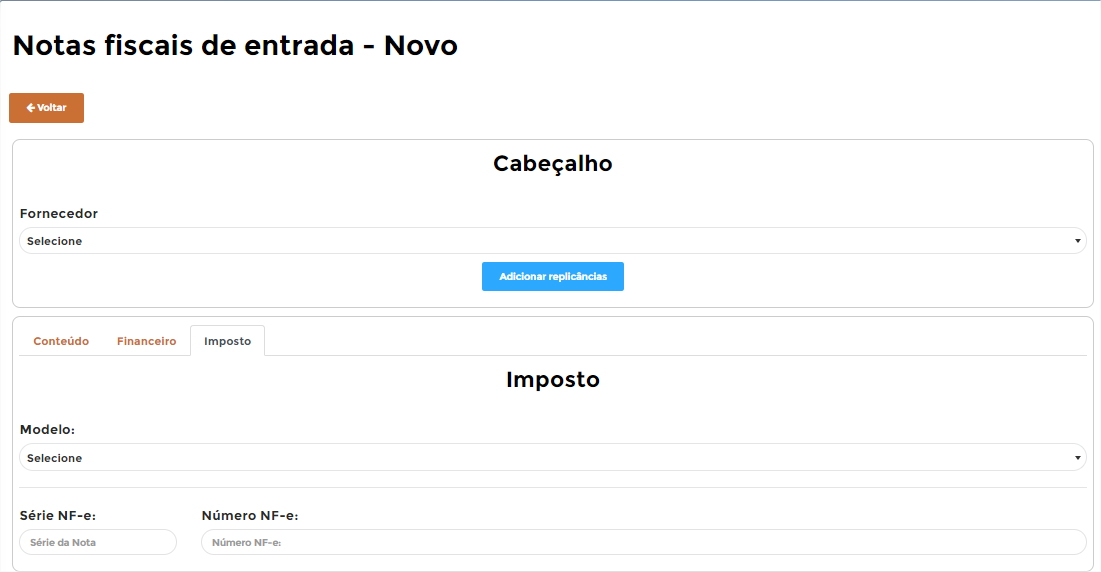 Notas fiscais de entrada - Novo
Voltar
Cabeçalho
Fornecedor
Selecione
Adicionar replicâncias
Conteúdo Financeiro Imposto
Imposto
Modelo:
Selecione
Série NF-e: Número NF-e:
Série da Nota Número NF-e: